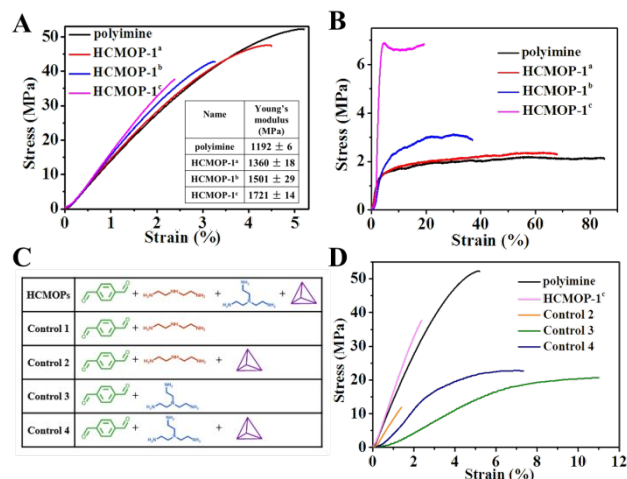 A
polyimine
HCMOP-1ᵃ
HCMOP-1ᵇ
HCMOP-1ᶜ
Name Young's modulus (MPa)
polyimine 1192 ± 6
HCMOP-1ᵃ 1360 ± 18
HCMOP-1ᵇ 1501 ± 29
HCMOP-1ᶜ 1721 ± 14
Stress (MPa)
50
40
30
20
10
0
0 1 2 3 4 5
Strain (%)
B
polyimine
HCMOP-1ᵃ
HCMOP-1ᵇ
HCMOP-1ᶜ
Stress (MPa)
6
4
2
0
0 20 40 60 80
Strain (%)
C
HCMOPs + + +
Control 1 +
Control 2 + +
Control 3 +
Control 4 + +
D
polyimine
HCMOP-1ᶜ
Control 2
Control 3
Control 4
Stress (MPa)
50
40
30
20
10
0
0 2 4 6 8 10 12
Strain (%)